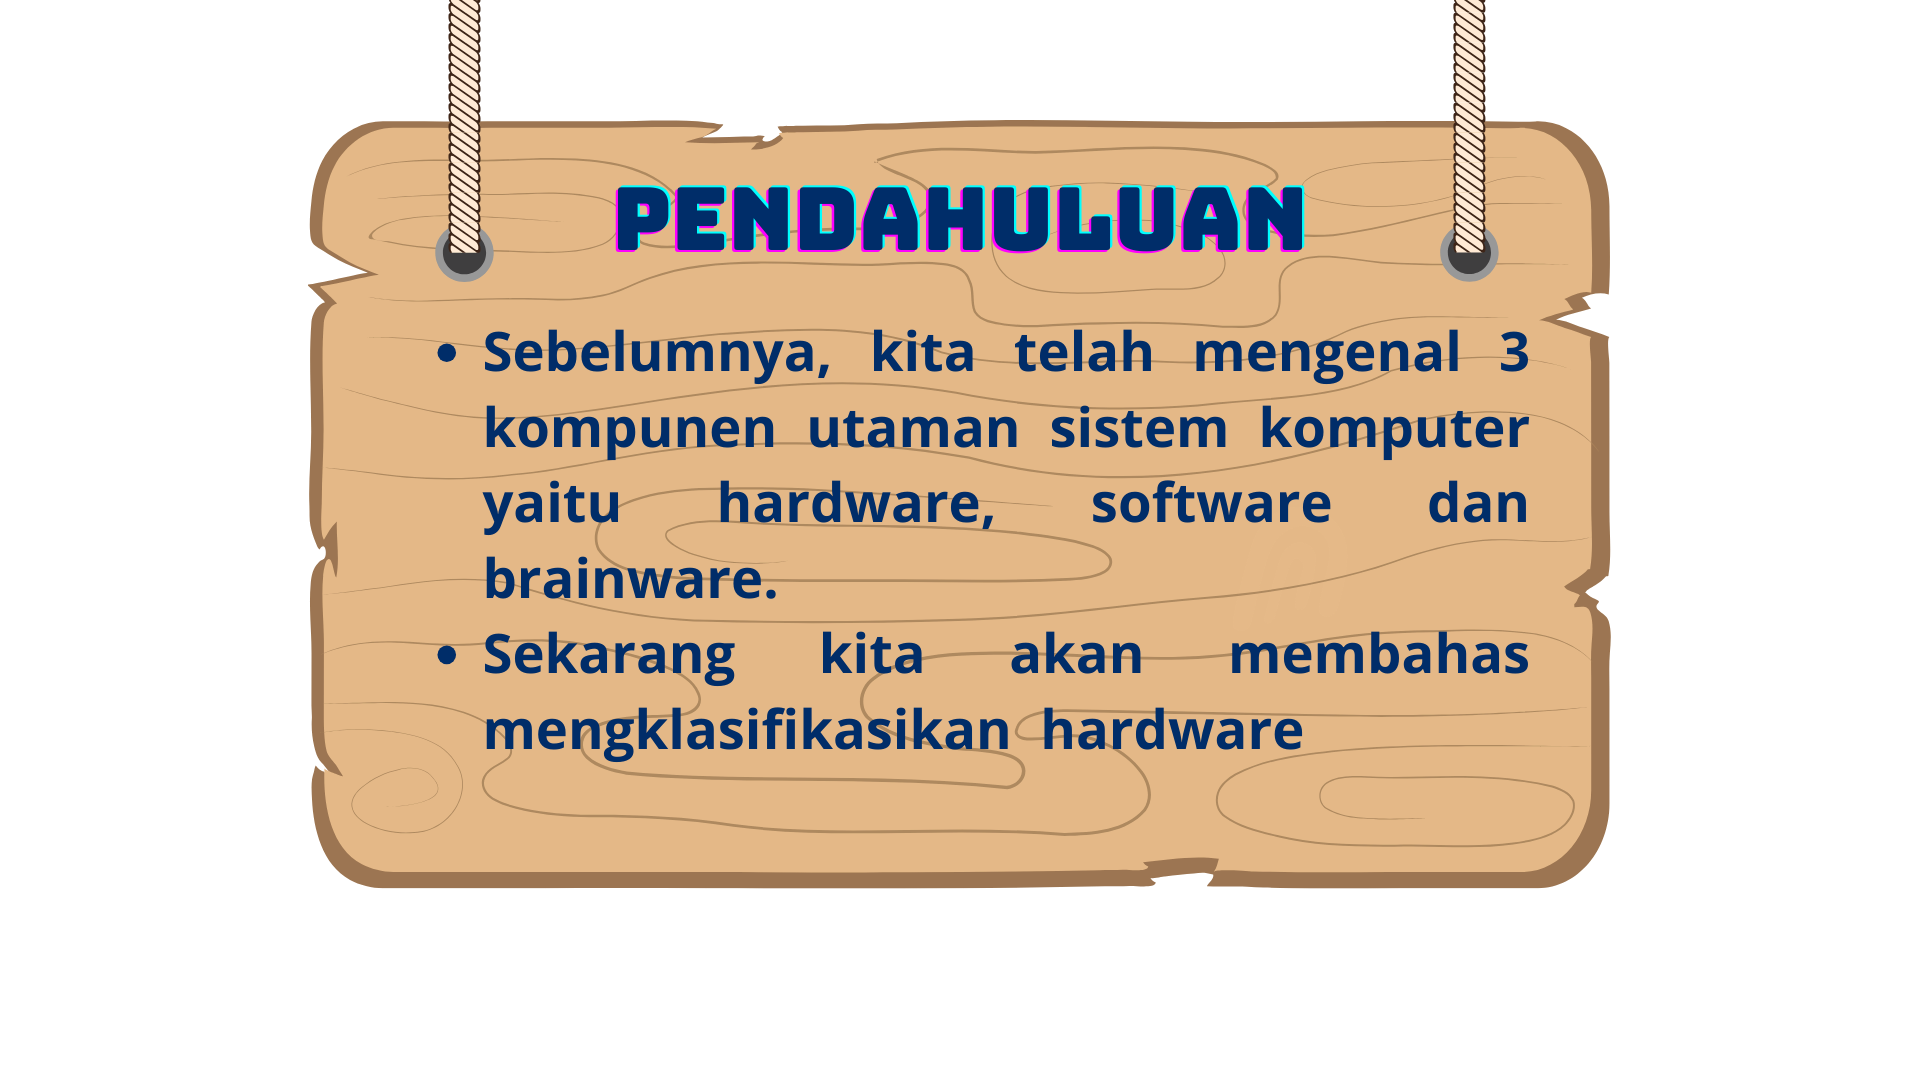 PENDAHULUAN
• Sebelumnya, kita telah mengenal 3
kompunen utaman sistem komputer
yaitu hardware, software dan
brainware.
• Sekarang kita akan membahas
mengklasifikasikan hardware